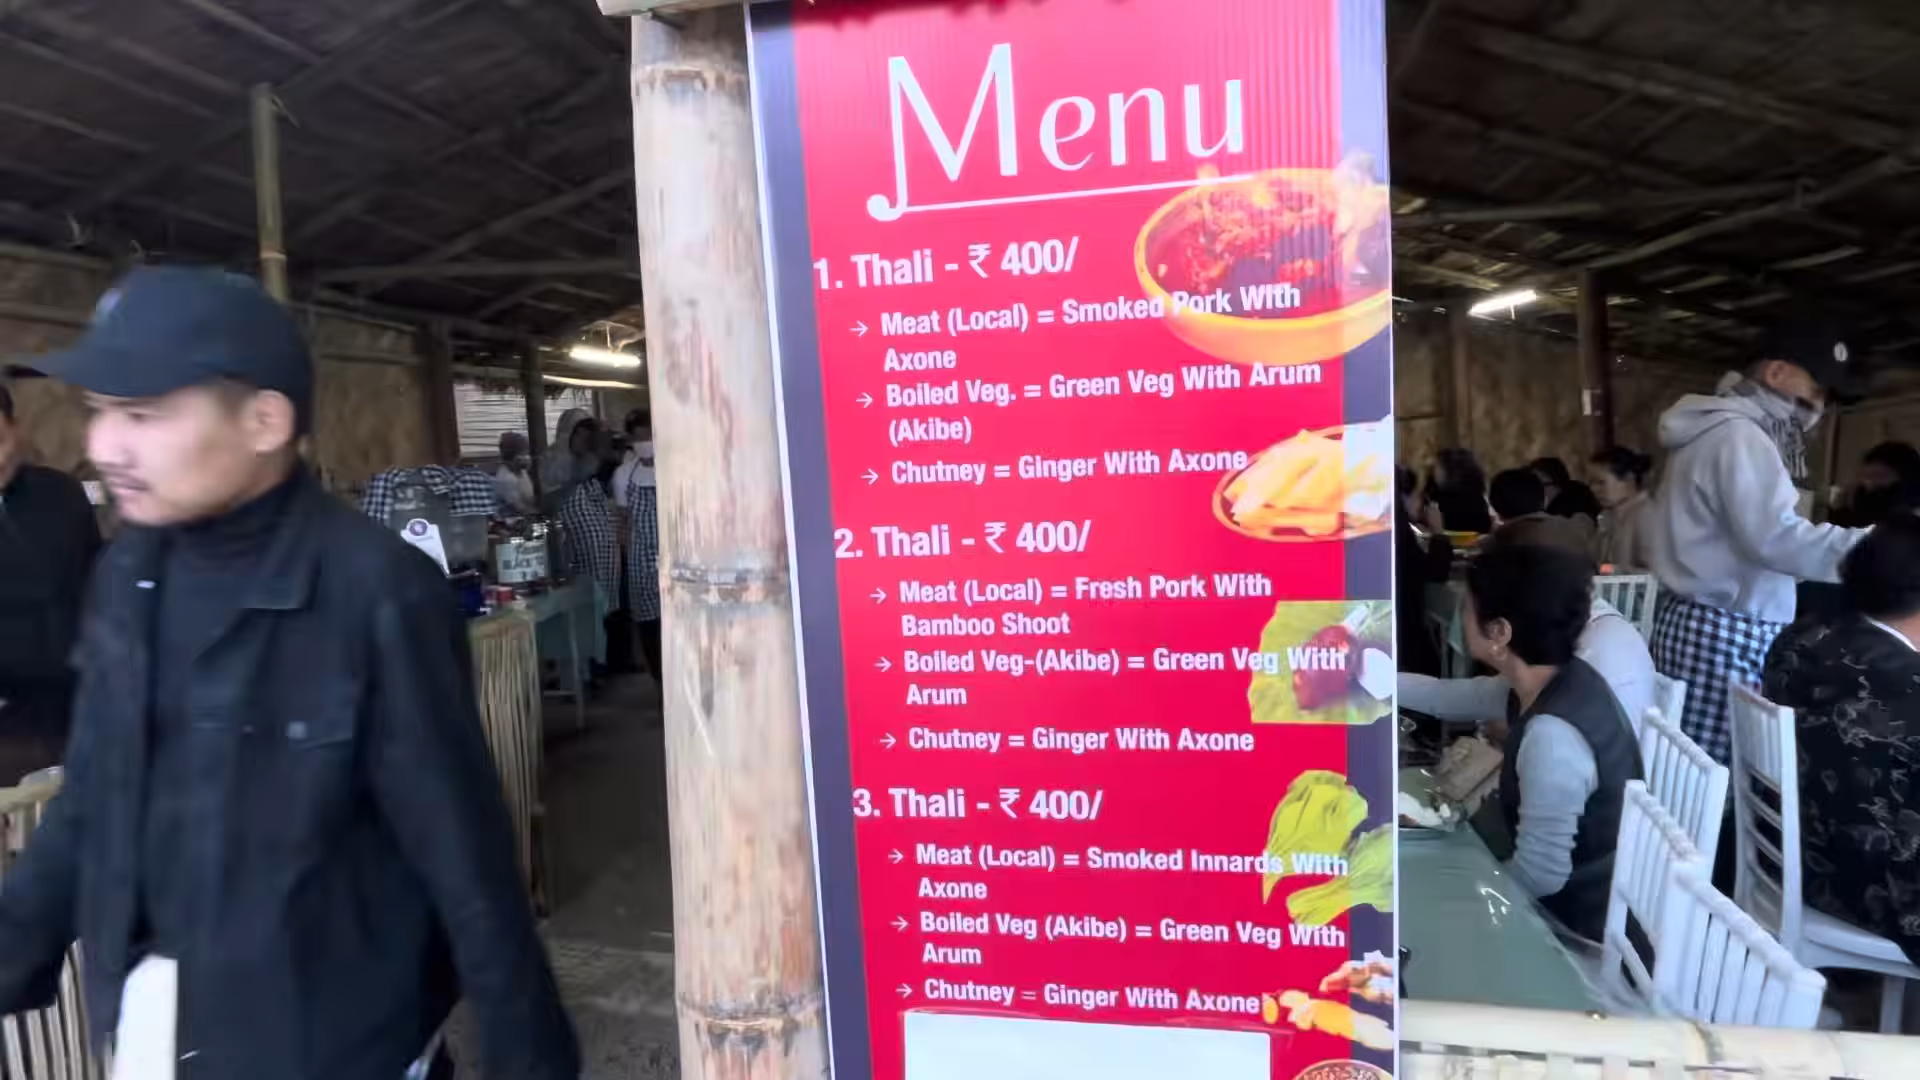 Menu
1. Thali - ₹ 400/
→ Meat (Local) = Smoked Pork With
Axone
→ Boiled Veg. = Green Veg With Arum
(Akibe)
→ Chutney = Ginger With Axone
2. Thali - ₹ 400/
→ Meat (Local) = Fresh Pork With
Bamboo Shoot
→ Boiled Veg-(Akibe) = Green Veg With
Arum
→ Chutney = Ginger With Axone
3. Thali - ₹ 400/
→ Meat (Local) = Smoked Innards With
Axone
→ Boiled Veg (Akibe) = Green Veg With
Arum
→ Chutney = Ginger With Axone